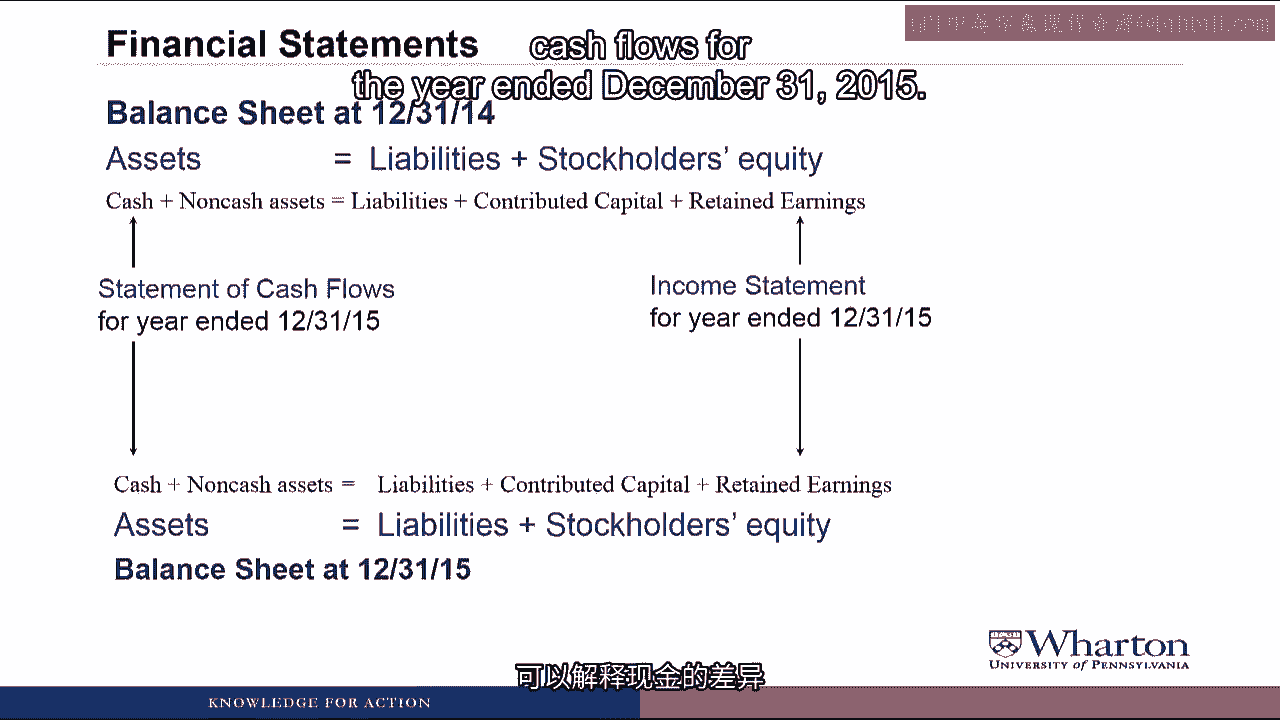 Financial Statements
cash flows for
the year ended December 31, 2015.
Balance Sheet at 12/31/14
Assets = Liabilities + Stockholders’ equity
Cash + Noncash assets = Liabilities + Contributed Capital + Retained Earnings
Statement of Cash Flows
for year ended 12/31/15
Income Statement
for year ended 12/31/15
Cash + Noncash assets = Liabilities + Contributed Capital + Retained Earnings
Assets = Liabilities + Stockholders’ equity
Balance Sheet at 12/31/15
Wharton
UNIVERSITY of PENNSYLVANIA
可以解释现金的差异
KNOWLEDGE FOR ACTION